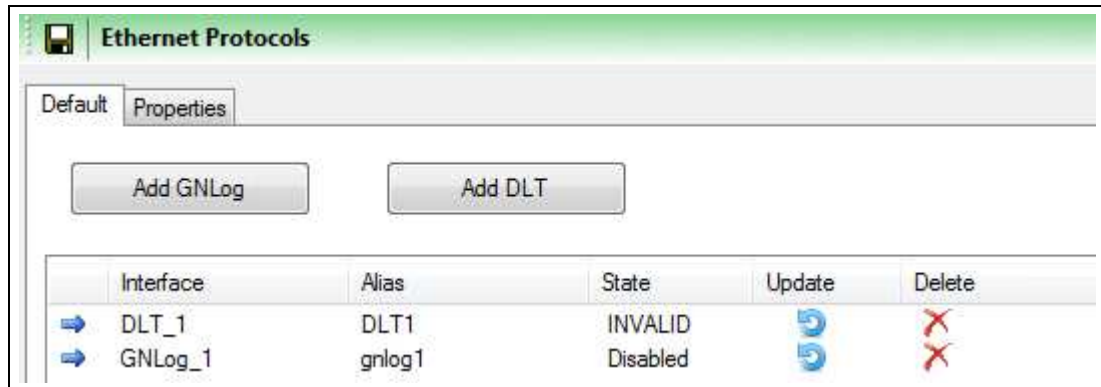 Ethernet Protocols
Default Properties
Add GNLog Add DLT
Interface Alias State Update Delete
DLT_1 DLT1 INVALID
GNLog_1 gnlog1 Disabled